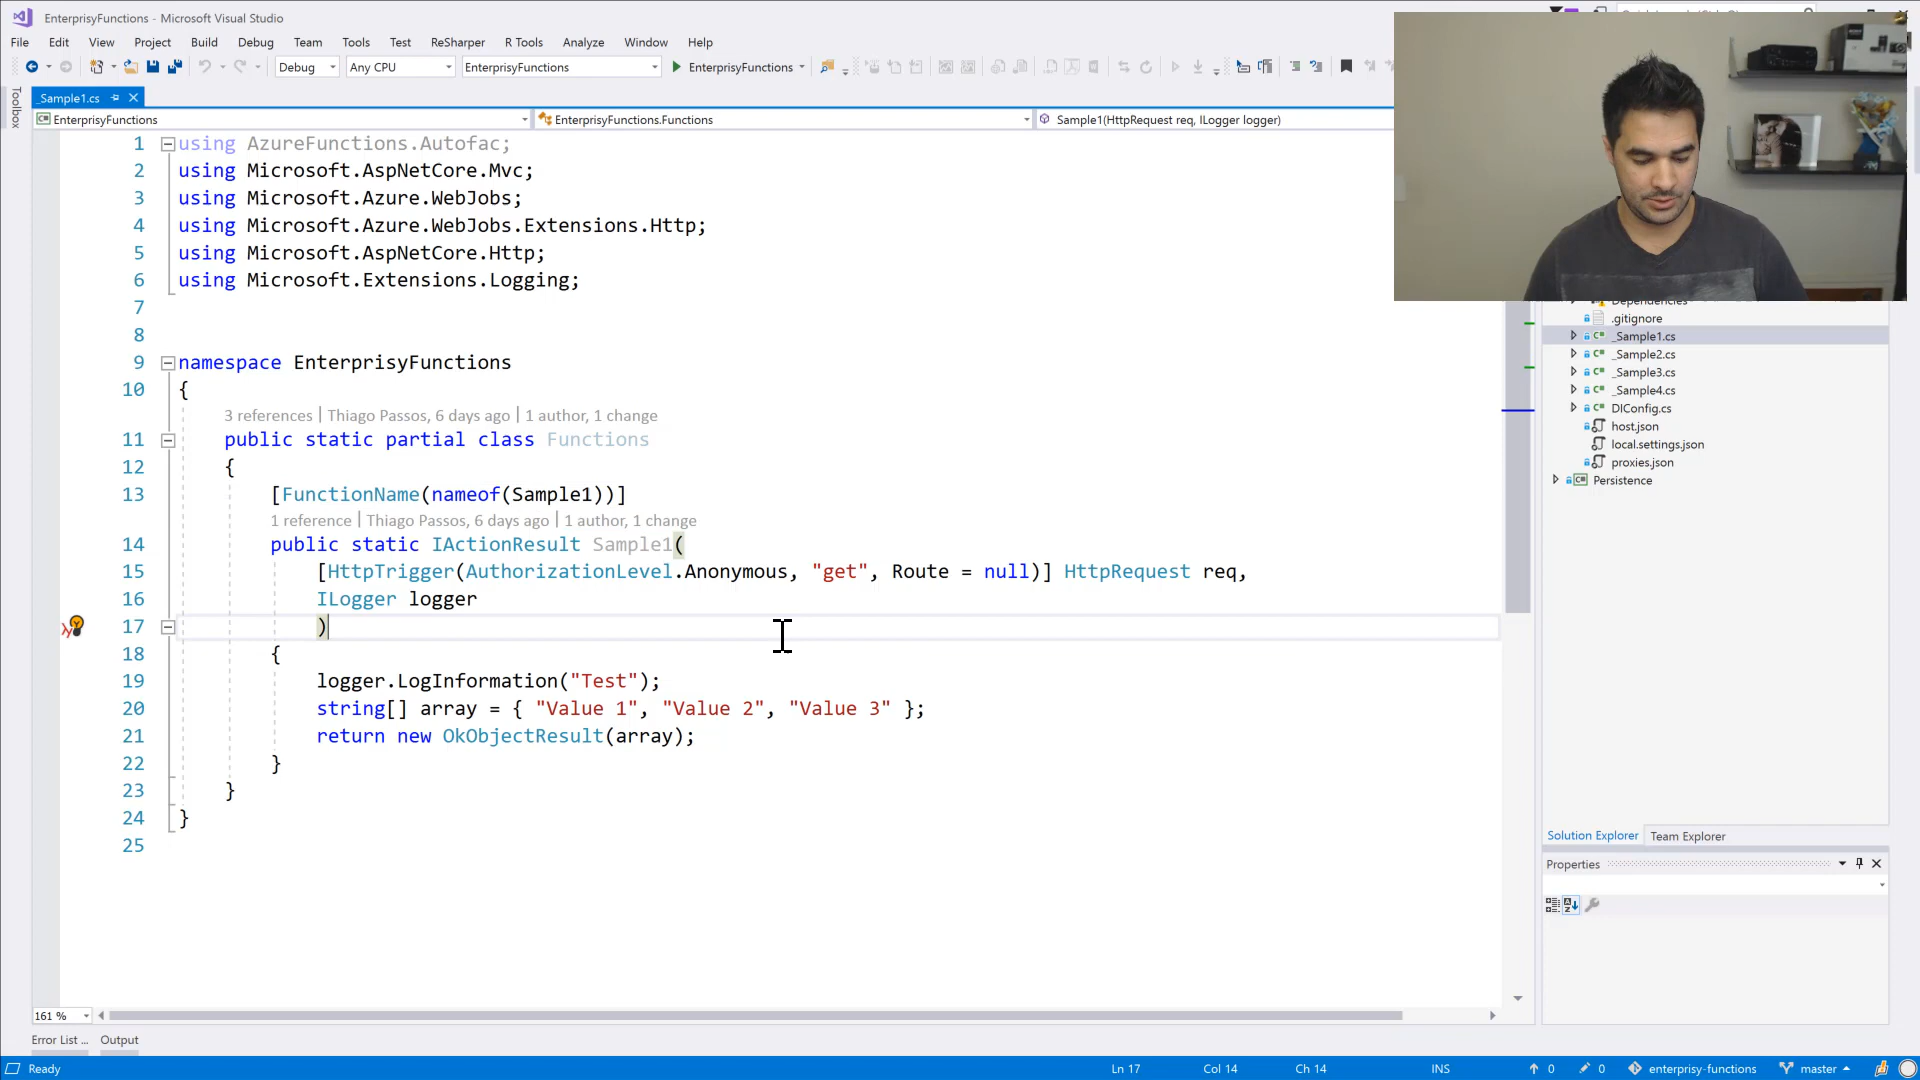 EnterprisyFunctions - Microsoft Visual Studio
File Edit View Project Build Debug Team Tools Test ReSharper R Tools Analyze Window Help
Debug Any CPU EnterprisyFunctions EnterprisyFunctions
Toolbox
_Sample1.cs
EnterprisyFunctions EnterprisyFunctions.Functions Sample1(HttpRequest req, ILogger logger)
1 using AzureFunctions.Autofac;
2 using Microsoft.AspNetCore.Mvc;
3 using Microsoft.Azure.WebJobs;
4 using Microsoft.Azure.WebJobs.Extensions.Http;
5 using Microsoft.AspNetCore.Http;
6 using Microsoft.Extensions.Logging;
7
8
9 namespace EnterprisyFunctions
10 {
3 references | Thiago Passos, 6 days ago | 1 author, 1 change
11 public static partial class Functions
12 {
13 [FunctionName(nameof(Sample1))]
1 reference | Thiago Passos, 6 days ago | 1 author, 1 change
14 public static IActionResult Sample1(
15 [HttpTrigger(AuthorizationLevel.Anonymous, "get", Route = null)] HttpRequest req,
16 ILogger logger
17 )
18 {
19 logger.LogInformation("Test");
20 string[] array = { "Value 1", "Value 2", "Value 3" };
21 return new OkObjectResult(array);
22 }
23 }
24 }
25
Dependencies
.gitignore
C# _Sample1.cs
C# _Sample2.cs
C# _Sample3.cs
C# _Sample4.cs
C# DIConfig.cs
host.json
local.settings.json
proxies.json
C# Persistence
Solution Explorer Team Explorer
Properties
161 %
Error List ... Output
Ready Ln 17 Col 14 Ch 14 INS 0 0 enterprisy-functions master